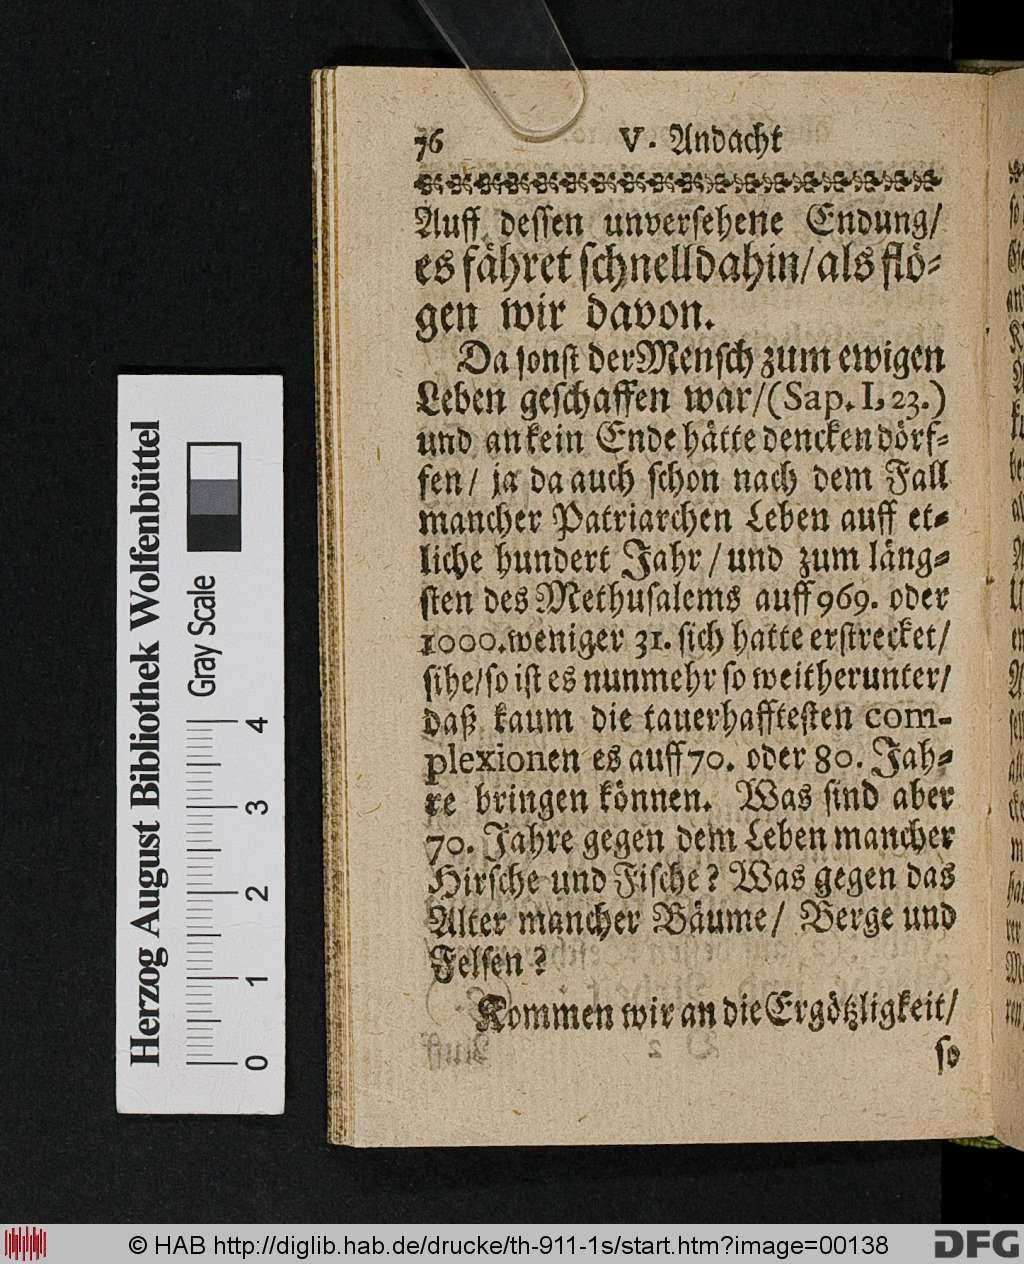 76 V. Andacht
Auff dessen unversehene Endung/
es fähret schnell dahin/ als flö-
gen wir davon.
Da sonst der Mensch zum ewigen
Leben geschaffen war/ (Sap. I, 23.)
und an kein Ende hätte dencken dörf-
fen/ ja da auch schon nach dem Fall
mancher Patriarchen Leben auff et-
liche hundert Jahr/ und zum läng-
sten des Methusalems auff 969. oder
1000. weniger 31. sich hatte erstrecket/
sihe/ so ist es nunmehr so weit herunter/
daß kaum die tauerhafftesten com-
plexionen es auff 70. oder 80. Jah-
re bringen können. Was sind aber
70. Jahre gegen dem Leben mancher
Hirsche und Fische? Was gegen das
Alter mancher Bäume/ Berge und
Felsen?
Kommen wir an die Ergötzligkeit/
so
Herzog August Bibliothek Wolfenbüttel
Gray Scale
0 1 2 3 4
© HAB http://diglib.hab.de/drucke/th-911-1s/start.htm?image=00138
DFG